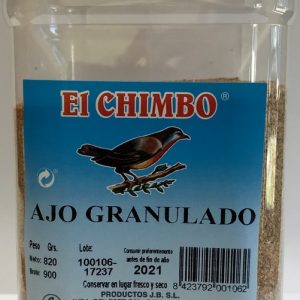 El CHIMBO®
AJO GRANULADO
Peso Grs. Lote: Consumir preferentemente
Neto: 820 100106- antes de fin de año
Bruto: 900 17237 2021
Conservar en lugar fresco y seco
8 423792 001062
PRODUCTOS J.B. S.L.